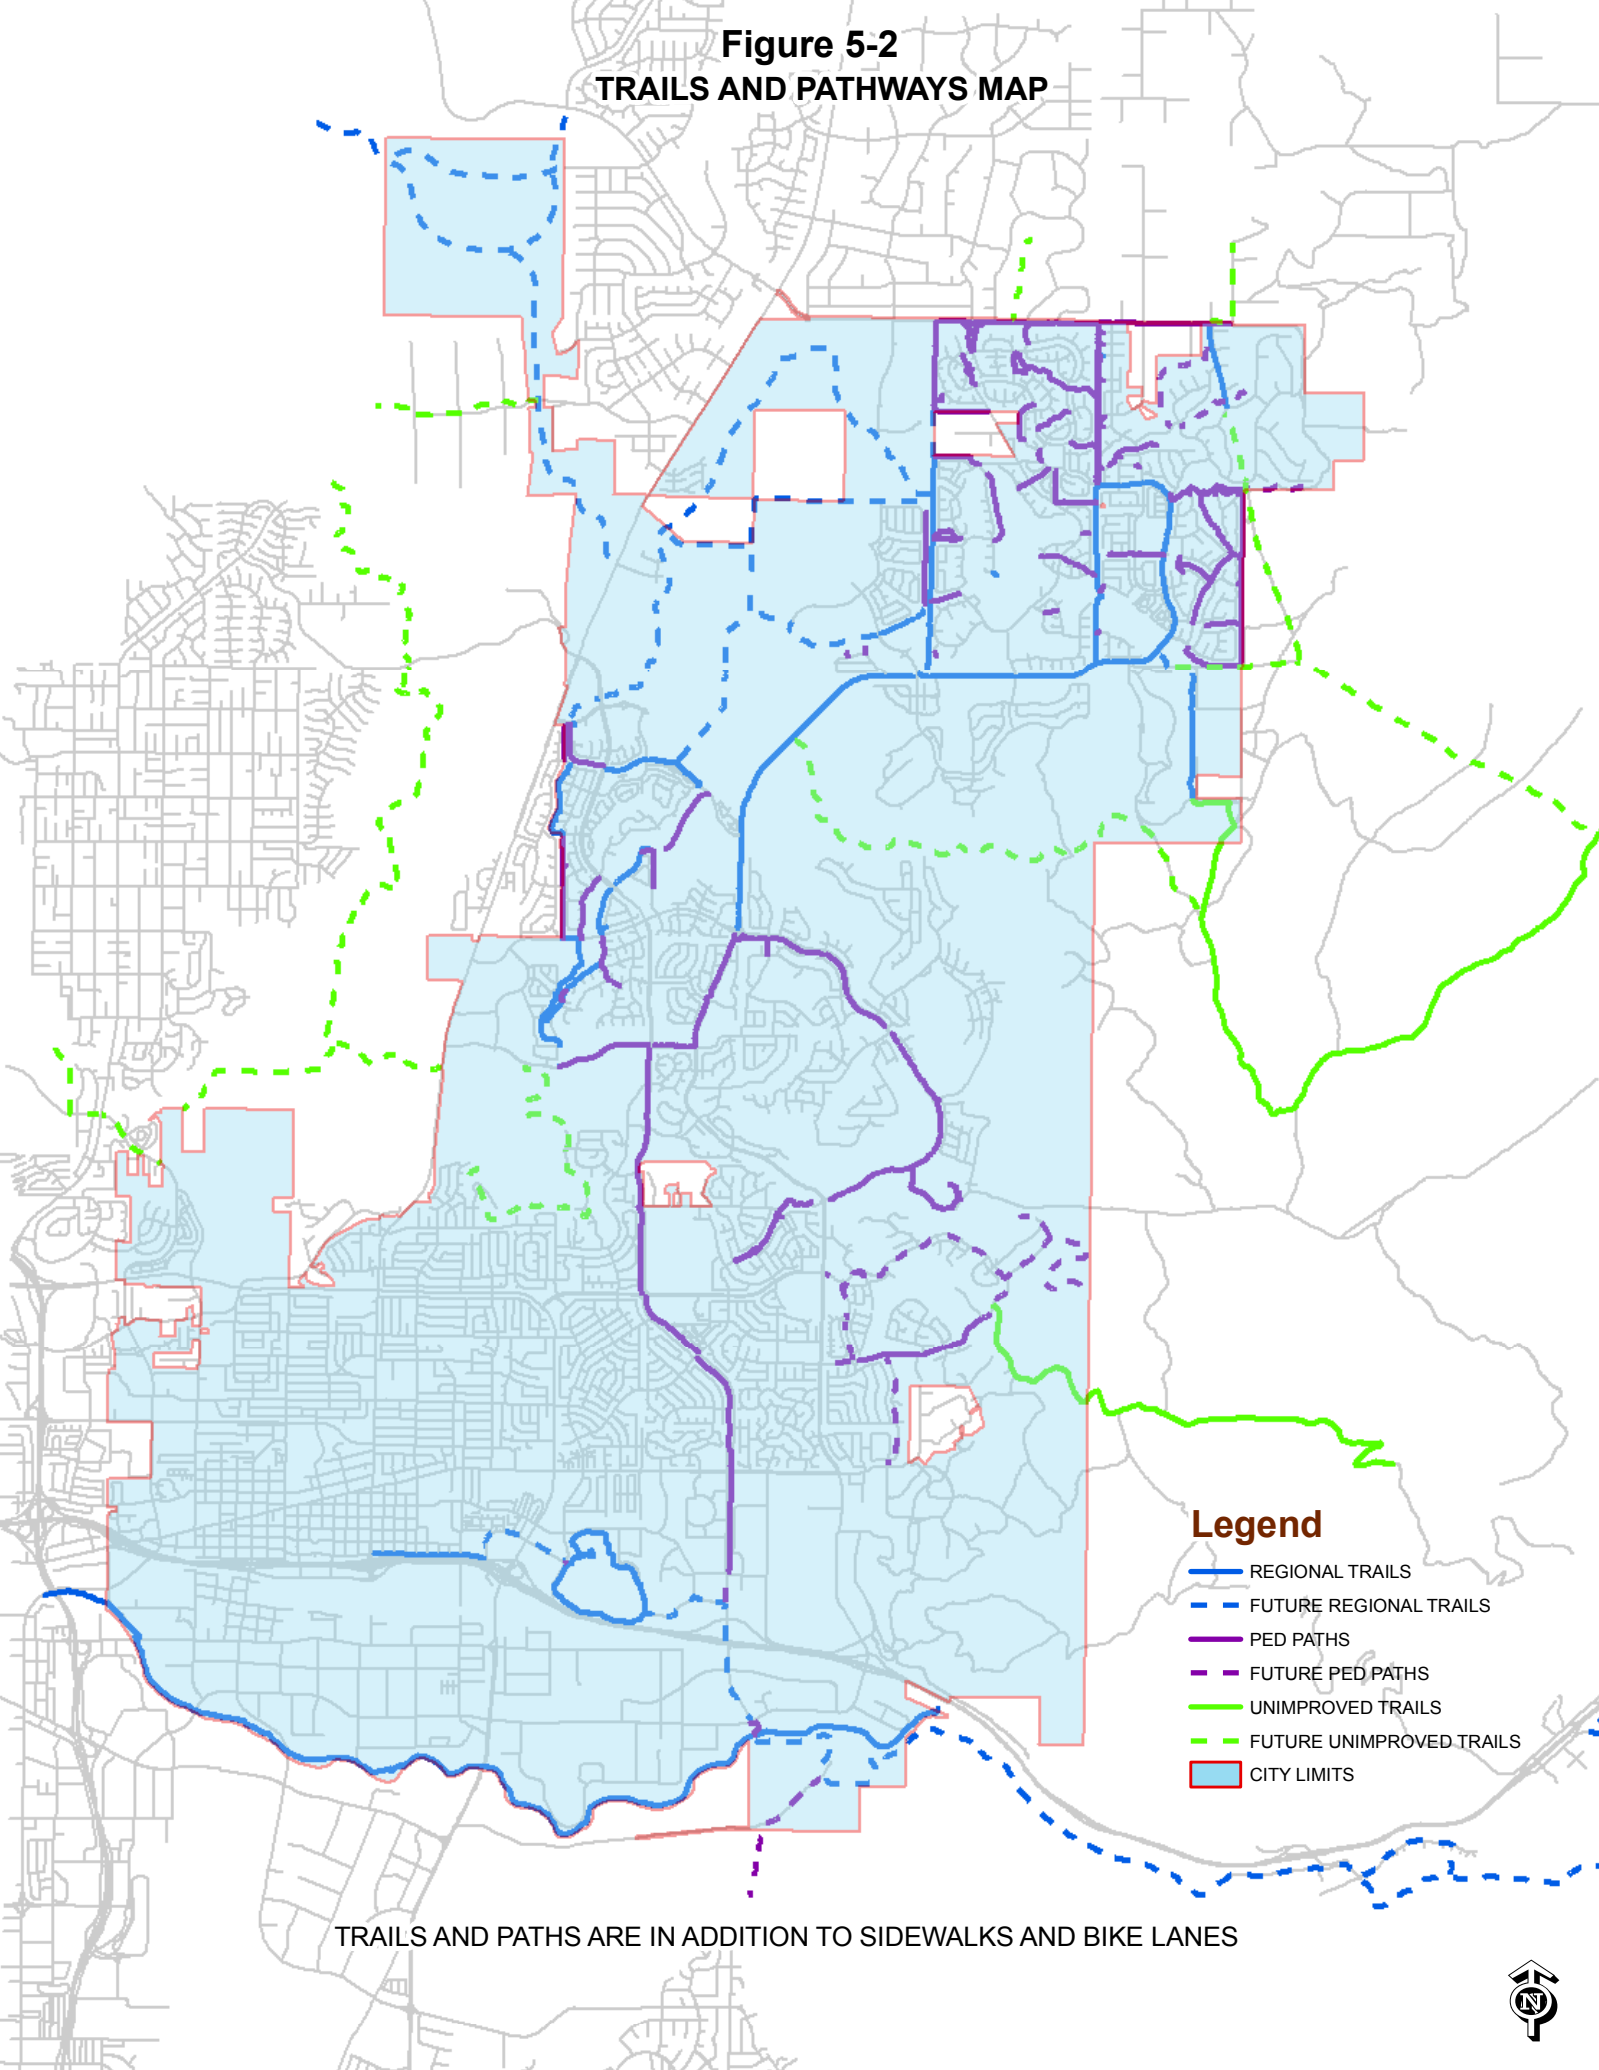 Figure 5-2
TRAILS AND PATHWAYS MAP
Legend
REGIONAL TRAILS
FUTURE REGIONAL TRAILS
PED PATHS
FUTURE PED PATHS
UNIMPROVED TRAILS
FUTURE UNIMPROVED TRAILS
CITY LIMITS
TRAILS AND PATHS ARE IN ADDITION TO SIDEWALKS AND BIKE LANES
N